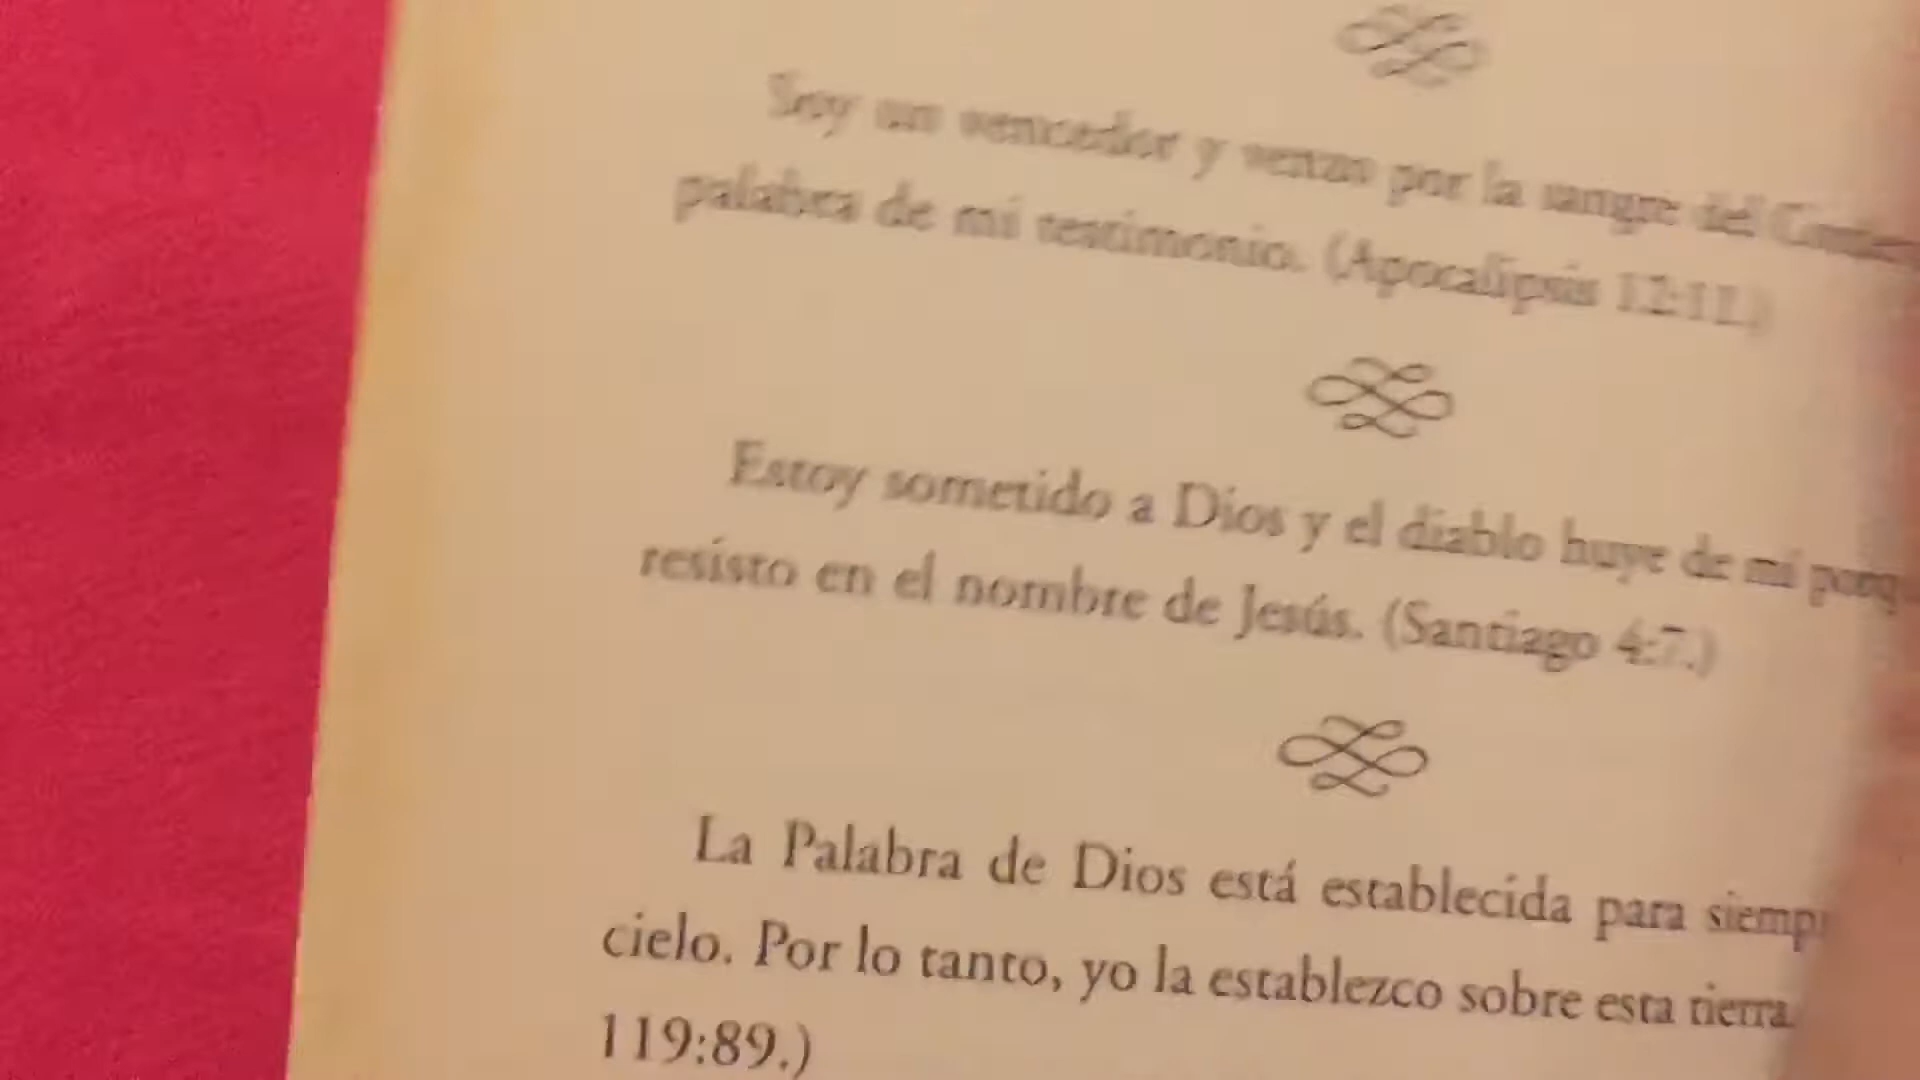 Soy un vencedor y venzo por la sangre del
palabra de mi testimonio. (Apocalipsis 12:11.)
Estoy sometido a Dios y el diablo huye de mí
resisto en el nombre de Jesús. (Santiago 4:7.)
La Palabra de Dios está establecida para
cielo. Por lo tanto, yo la establezco sobre esta tierra.
119:89.)